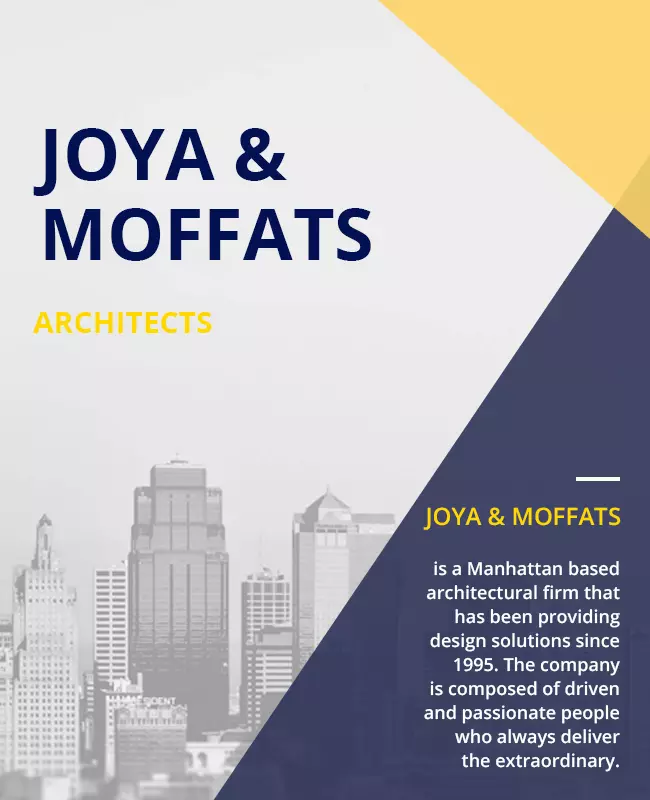 JOYA &
MOFFATS
ARCHITECTS
JOYA & MOFFATS
is a Manhattan based
architectural firm that
has been providing
design solutions since
1995. The company
is composed of driven
and passionate people
who always deliver
the extraordinary.